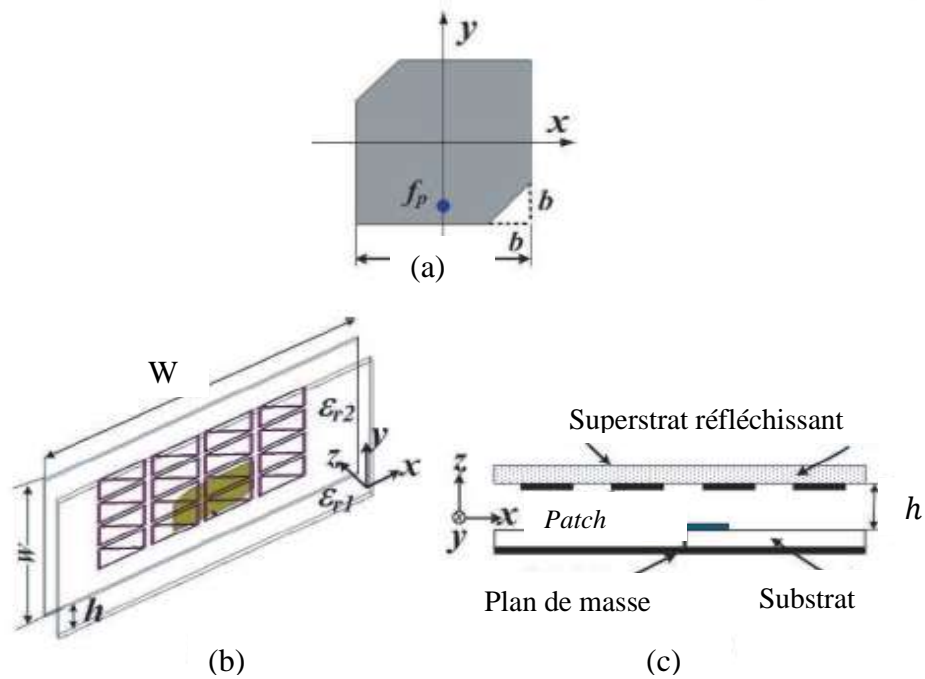 y
x
f_p
b
b
(a)
W
ε_r2
y
z
x
ε_r1
W
h
(b)
Superstrat réfléchissant
z
x
y
Patch
h
Plan de masse
Substrat
(c)